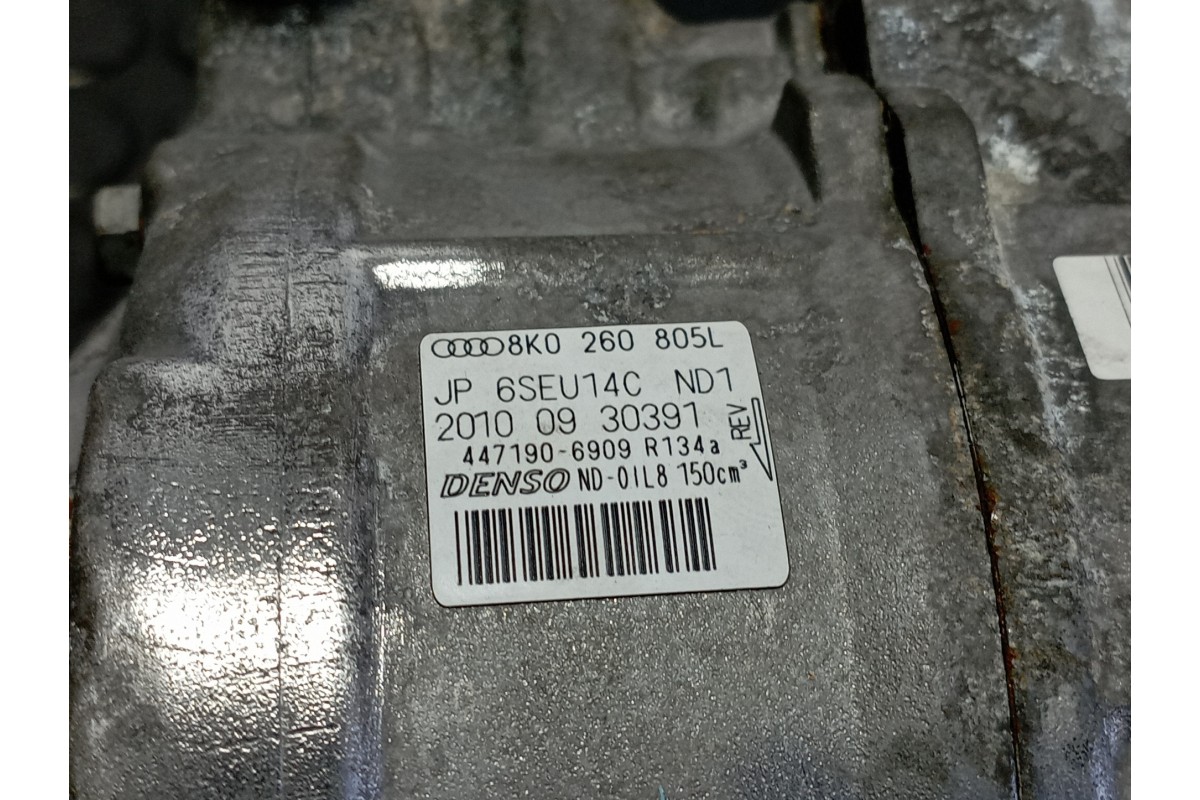 8K0 260 805L
JP 6SEU14C ND1
2010 09 30391
447190-6909 R134a
DENSO ND-OIL8 150cm³
REV